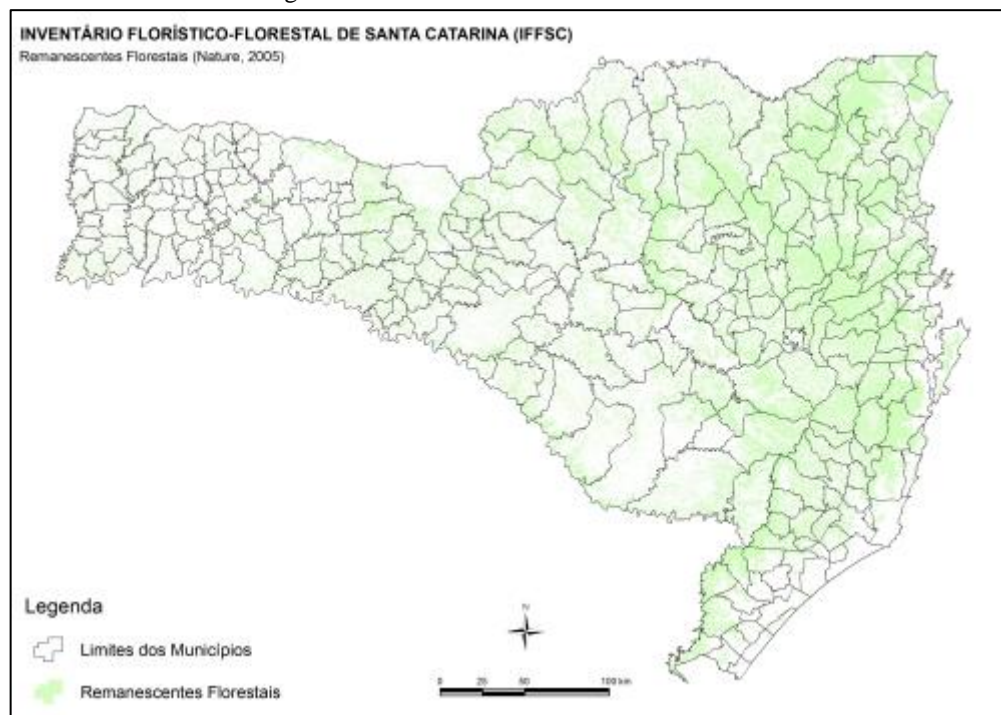 INVENTÁRIO FLORÍSTICO-FLORESTAL DE SANTA CATARINA (IFFSC)
Remanescentes Florestais (Nature, 2005)
Legenda
Limites dos Municípios
Remanescentes Florestais
N
0 25 50 100 km